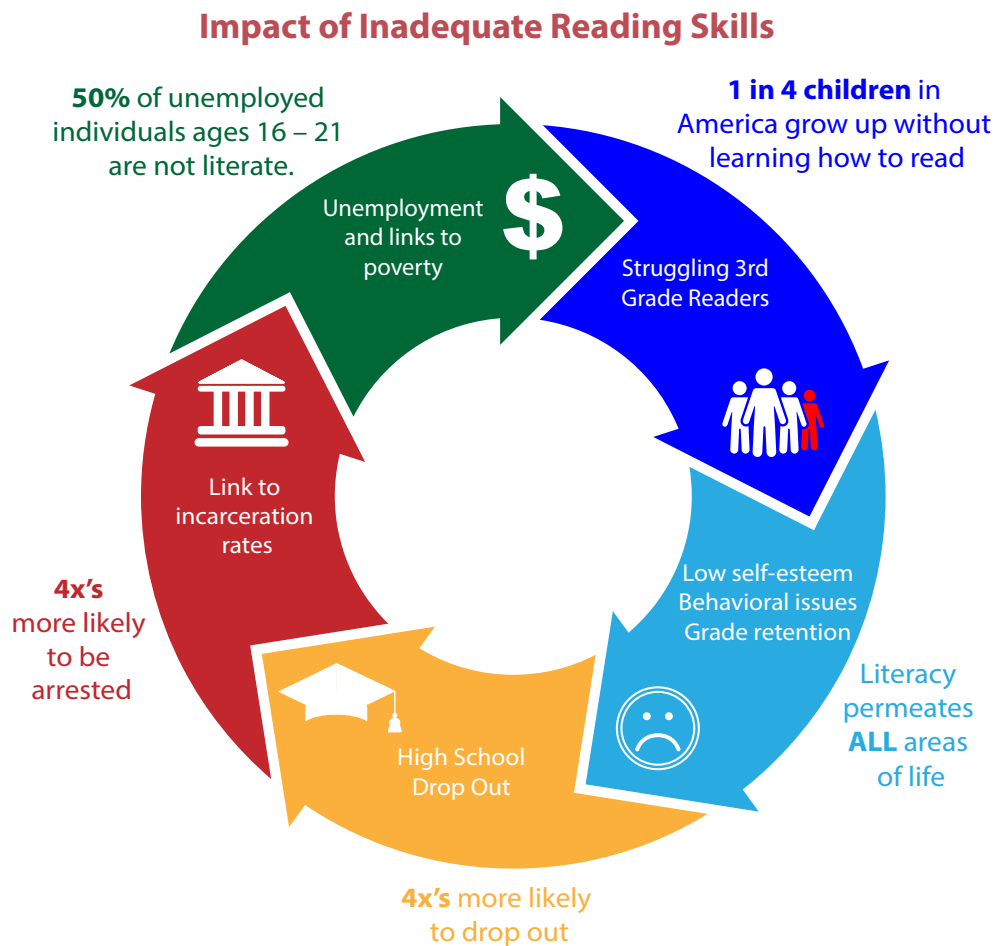 Impact of Inadequate Reading Skills
50% of unemployed
individuals ages 16 – 21
are not literate.
1 in 4 children in
America grow up without
learning how to read
Unemployment
and links to
poverty
$
Struggling 3rd
Grade Readers
Low self-esteem
Behavioral issues
Grade retention
Literacy
permeates
ALL areas
of life
High School
Drop Out
4x's more likely
to drop out
Link to
incarceration
rates
4x's
more likely
to be
arrested